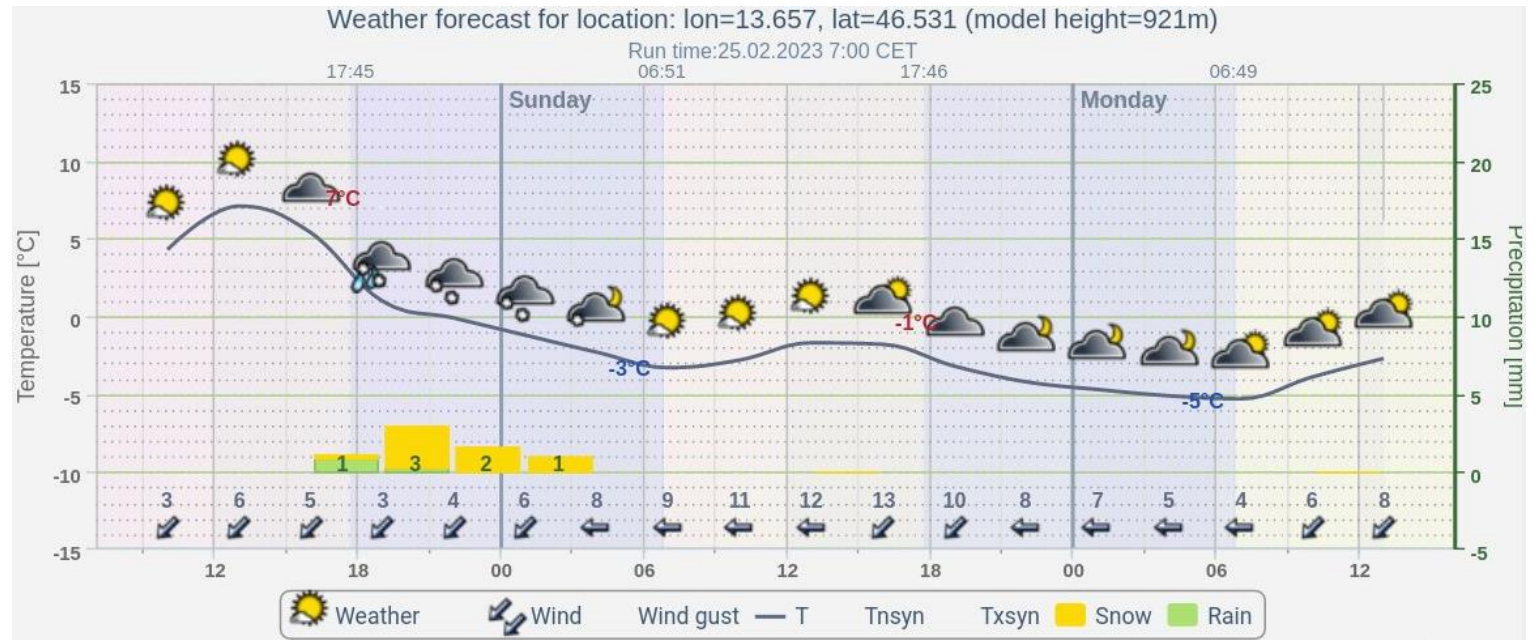 Weather forecast for location: lon=13.657, lat=46.531 (model height=921m)
Run time:25.02.2023 7:00 CET
17:45 06:51 17:46 06:49
15 25
Sunday Monday
10 20
7°C
5 15
Temperature [°C]
Precipitation [mm]
0 10
-1°C
-3°C
-5 5
-5°C
1 3 2 1
-10 0
3 6 5 3 4 6 8 9 11 12 13 10 8 7 5 4 6 8
-15 -5
12 18 00 06 12 18 00 06 12
Weather Wind Wind gust T Tnsyn Txsyn Snow Rain